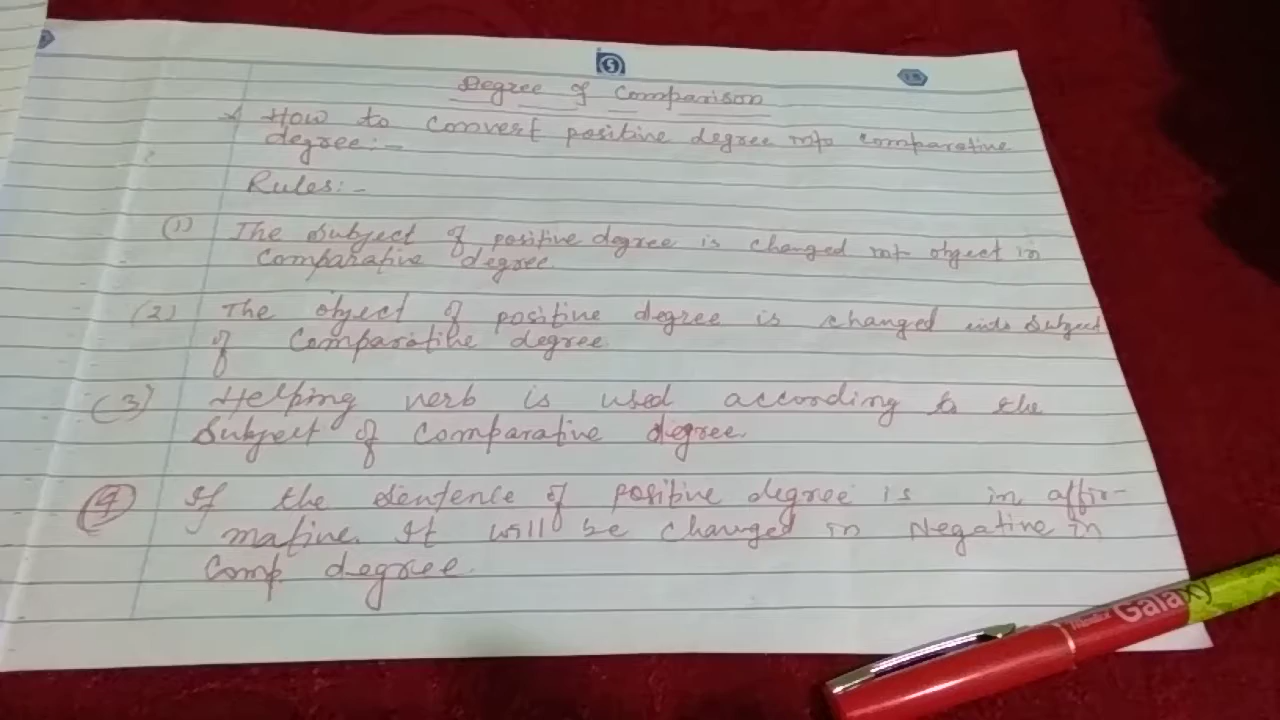 Degree of Comparison
How to convert positive degree into comparative
degree:-
Rules:-
(1) The subject of positive degree is changed into object in
Comparative degree
(2) The object of positive degree is changed into Subject
of Comparative degree.
(3) Helping verb is used according to the
Subject of Comparative degree.
(4) If the sentence of positive degree is in affir-
mative. It will be changed in Negative in
Comp. degree.
Galaxy